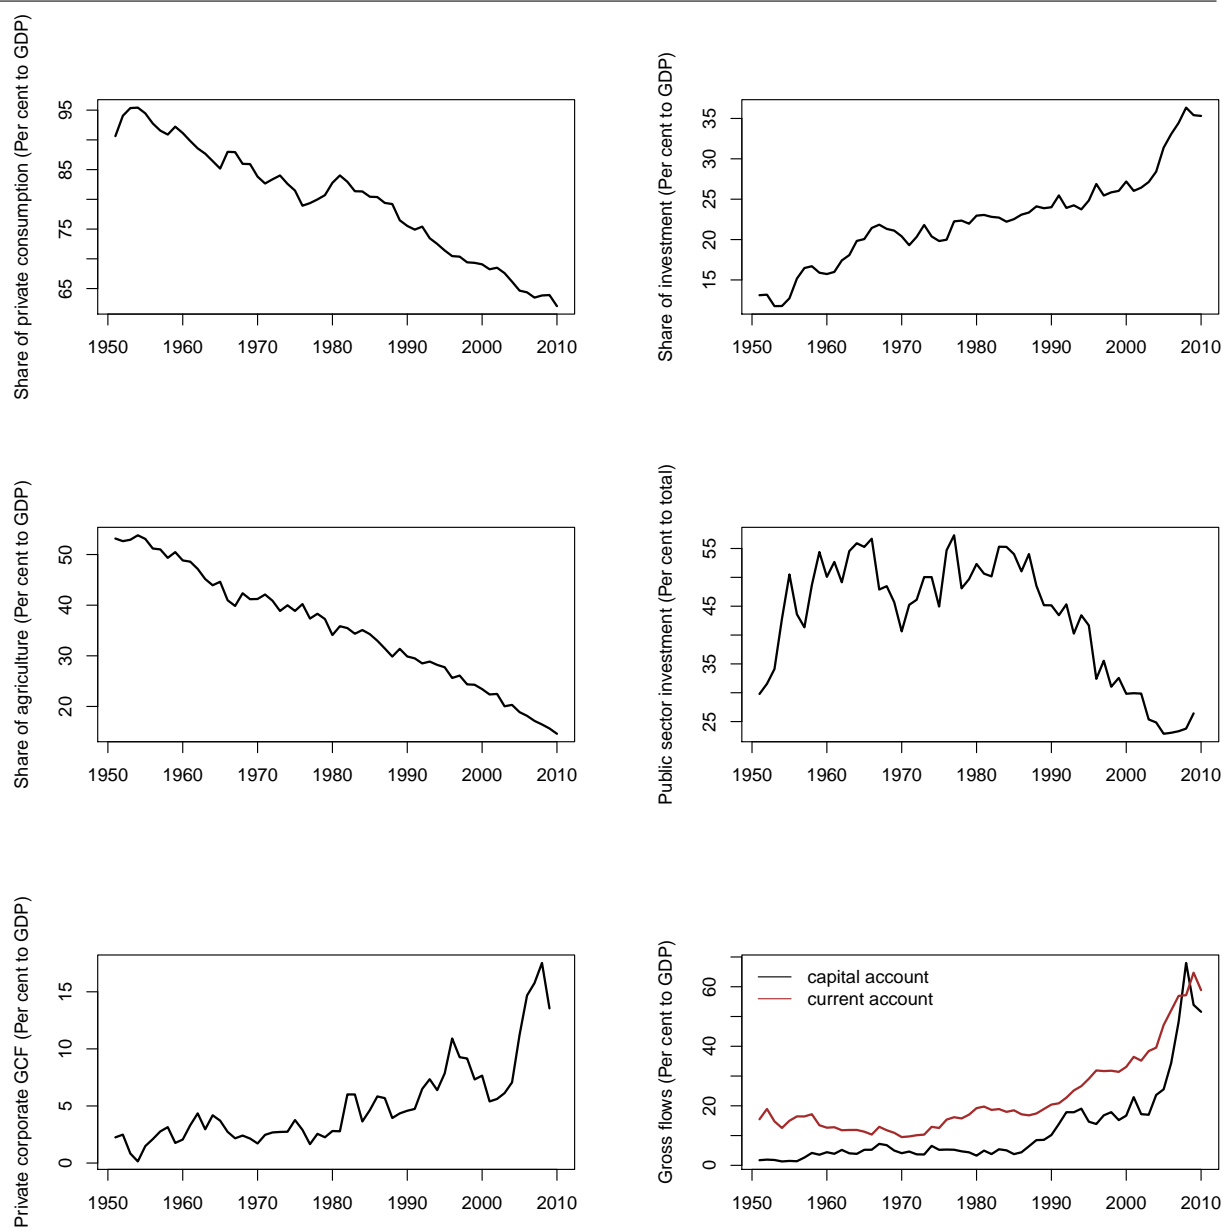 Share of private consumption (Per cent to GDP)
95
85
75
65
1950 1960 1970 1980 1990 2000 2010
Share of investment (Per cent to GDP)
35
30
25
20
15
1950 1960 1970 1980 1990 2000 2010
Share of agriculture (Per cent to GDP)
50
40
30
20
1950 1960 1970 1980 1990 2000 2010
Public sector investment (Per cent to total)
55
45
35
25
1950 1960 1970 1980 1990 2000 2010
Private corporate GCF (Per cent to GDP)
15
10
5
0
1950 1960 1970 1980 1990 2000 2010
Gross flows (Per cent to GDP)
60
40
20
0
capital account
current account
1950 1960 1970 1980 1990 2000 2010